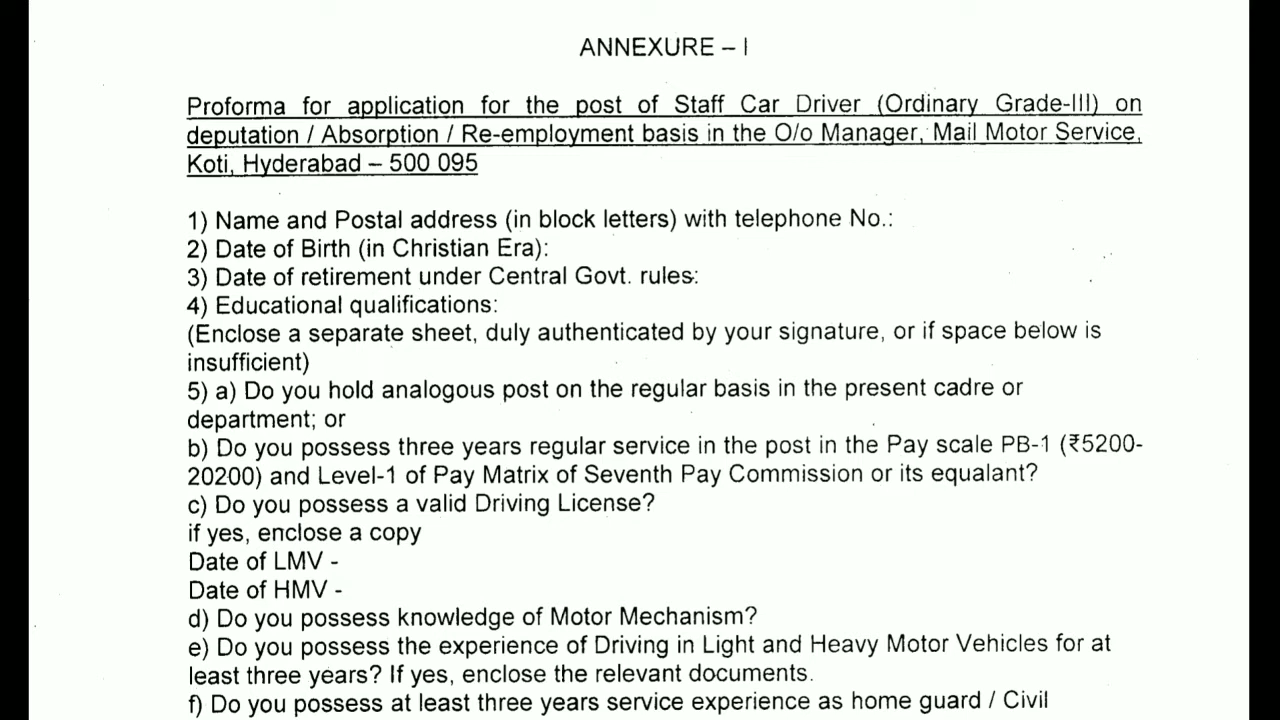 ANNEXURE – I
Proforma for application for the post of Staff Car Driver (Ordinary Grade-III) on
deputation / Absorption / Re-employment basis in the O/o Manager, Mail Motor Service,
Koti, Hyderabad – 500 095
1) Name and Postal address (in block letters) with telephone No.:
2) Date of Birth (in Christian Era):
3) Date of retirement under Central Govt. rules:
4) Educational qualifications:
(Enclose a separate sheet, duly authenticated by your signature, or if space below is
insufficient)
5) a) Do you hold analogous post on the regular basis in the present cadre or
department; or
b) Do you possess three years regular service in the post in the Pay scale PB-1 (₹5200-
20200) and Level-1 of Pay Matrix of Seventh Pay Commission or its equalant?
c) Do you possess a valid Driving License?
if yes, enclose a copy
Date of LMV -
Date of HMV -
d) Do you possess knowledge of Motor Mechanism?
e) Do you possess the experience of Driving in Light and Heavy Motor Vehicles for at
least three years? If yes, enclose the relevant documents.
f) Do you possess at least three years service experience as home guard / Civil